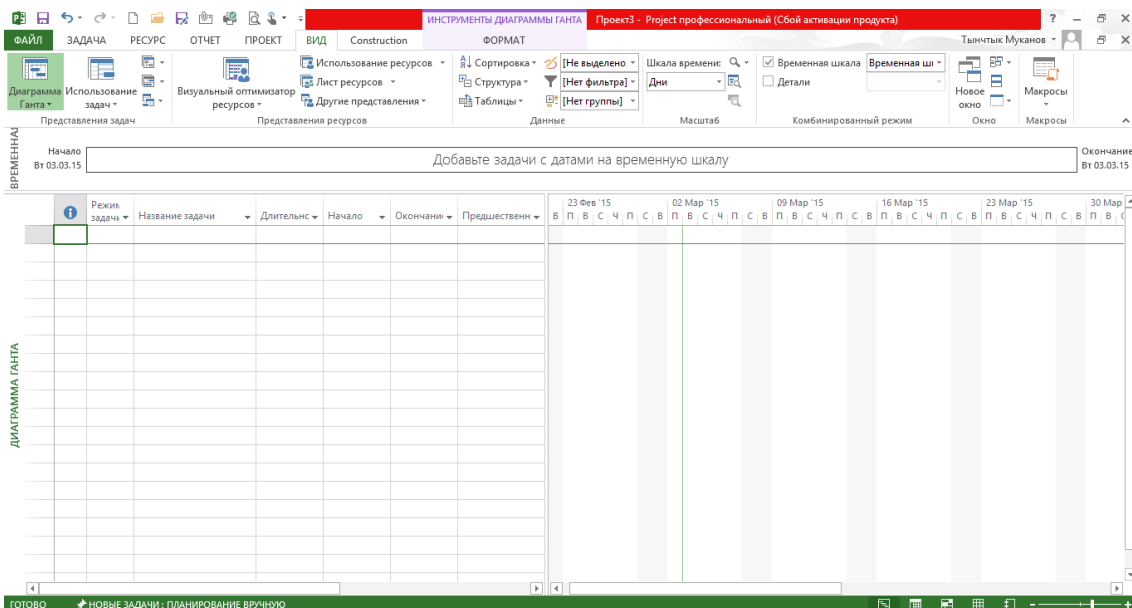 ИНСТРУМЕНТЫ ДИАГРАММЫ ГАНТА Проект3 - Project профессиональный (Сбой активации продукта)
ФАЙЛ ЗАДАЧА РЕСУРС ОТЧЕТ ПРОЕКТ ВИД Construction ФОРМАТ Тынчтык Муканов
Использование ресурсов Сортировка [Не выделено Шкала времени: Временная шкала Временная шк
Лист ресурсов Структура [Нет фильтра] Дни Детали
Диаграмма Использование Визуальный оптимизатор Новое Макросы
Ганта задач ресурсов Другие представления Таблицы [Нет группы] окно
Представления задач Представления ресурсов Данные Масштаб Комбинированный режим Окно Макросы
ВРЕМЕННАЯ
Начало Окончание
Вт 03.03.15 Добавьте задачи с датами на временную шкалу Вт 03.03.15
Режим 23 Фев '15 02 Мар '15 09 Мар '15 16 Мар '15 23 Мар '15 30 Мар
задачи Название задачи Длительнс Начало Окончани Предшественн В П В С Ч П С В П В С Ч П С В П В С Ч П С В П В С Ч П С В П В С Ч П С В П В С
ДИАГРАММА ГАНТА
ГОТОВО НОВЫЕ ЗАДАЧИ : ПЛАНИРОВАНИЕ ВРУЧНУЮ